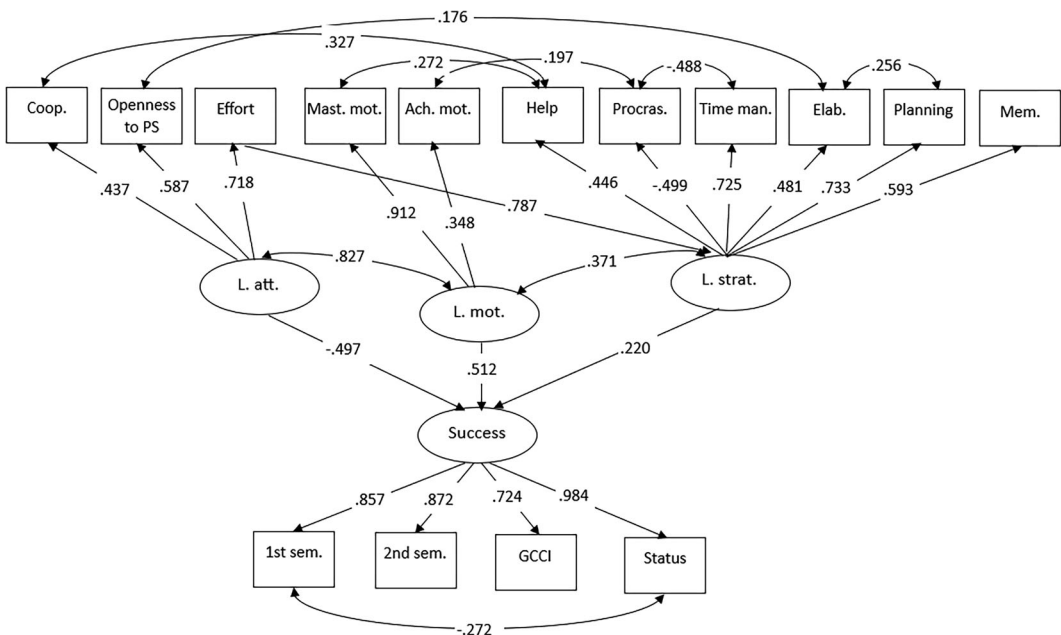 .176
.327
.272
.197
-.488
.256
Coop.
Openness
to PS
Effort
Mast. mot.
Ach. mot.
Help
Procras.
Time man.
Elab.
Planning
Mem.
.437
.587
.718
.912
.348
.787
.446
-.499
.725
.481
.733
.593
.827
.371
L. att.
L. mot.
L. strat.
-.497
.512
.220
Success
.857
.872
.724
.984
1st sem.
2nd sem.
GCCI
Status
-.272